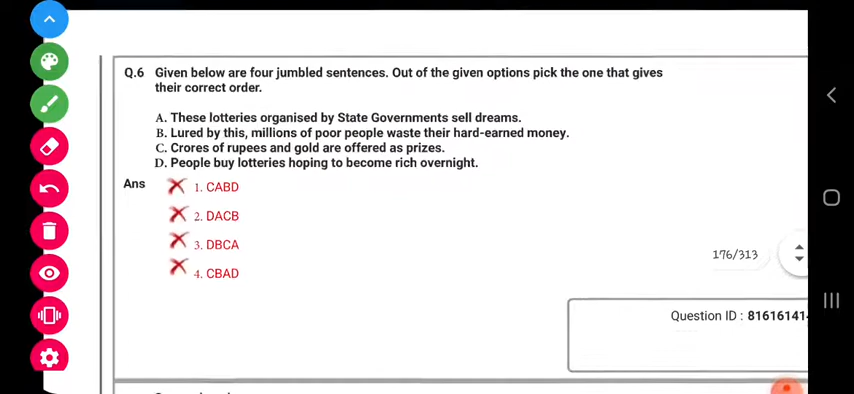 Q.6 Given below are four jumbled sentences. Out of the given options pick the one that gives
their correct order.
A. These lotteries organised by State Governments sell dreams.
B. Lured by this, millions of poor people waste their hard-earned money.
C. Crores of rupees and gold are offered as prizes.
D. People buy lotteries hoping to become rich overnight.
Ans
1. CABD
2. DACB
3. DBCA
4. CBAD
176/313
Question ID : 81616141